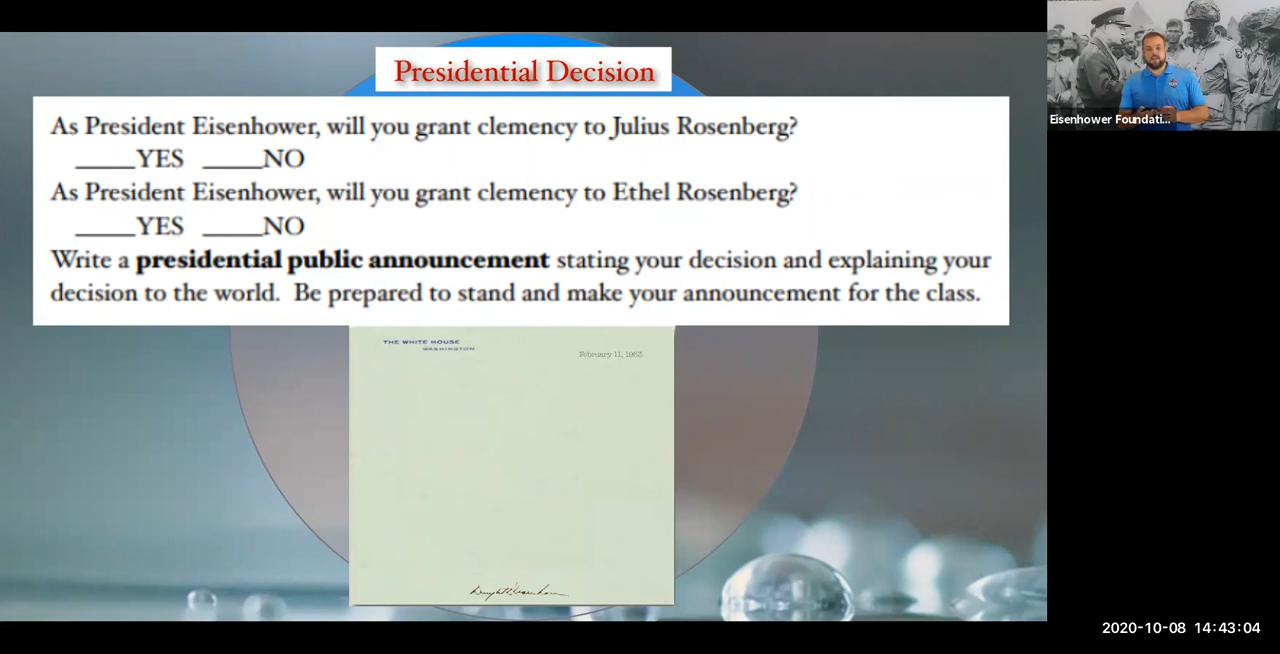 Presidential Decision
As President Eisenhower, will you grant clemency to Julius Rosenberg?
_____YES _____NO
As President Eisenhower, will you grant clemency to Ethel Rosenberg?
_____YES _____NO
Write a presidential public announcement stating your decision and explaining your
decision to the world. Be prepared to stand and make your announcement for the class.
THE WHITE HOUSE
WASHINGTON
February 11, 1953
Eisenhower Foundati...
2020-10-08 14:43:04